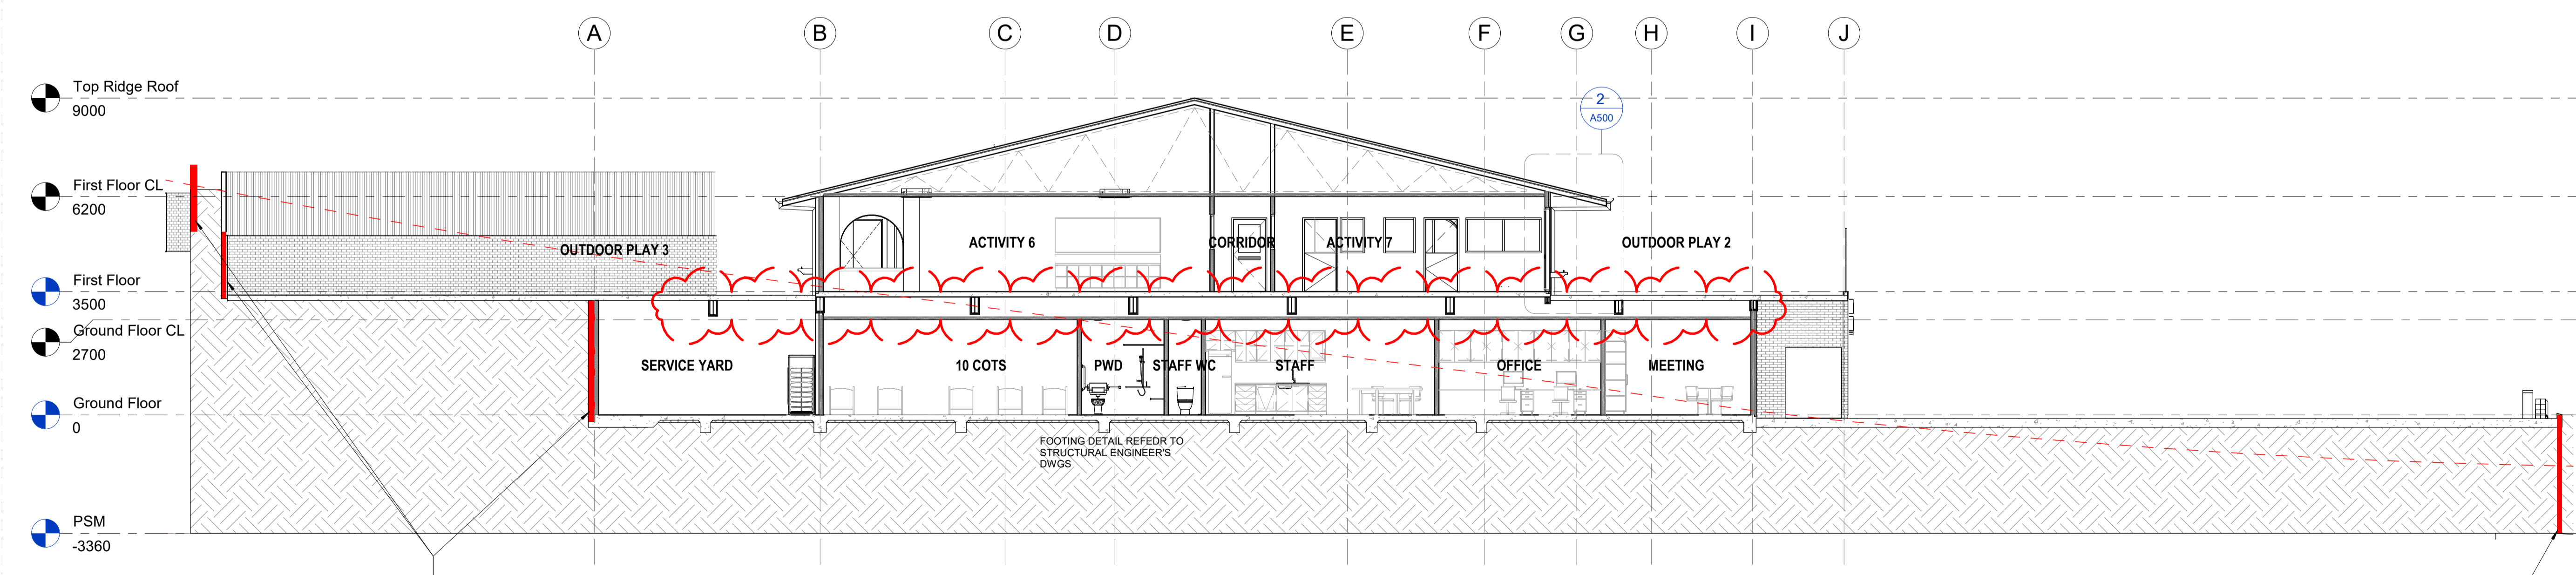 A
B
C
D
E
F
G
H
I
J
Top Ridge Roof
9000
2
A500
First Floor CL
6200
OUTDOOR PLAY 3
ACTIVITY 6
CORRIDOR
ACTIVITY 7
OUTDOOR PLAY 2
First Floor
3500
Ground Floor CL
2700
SERVICE YARD
10 COTS
PWD
STAFF WC
STAFF
OFFICE
MEETING
Ground Floor
0
FOOTING DETAIL REFEDR TO
STRUCTURAL ENGINEER'S
DWGS
PSM
-3360